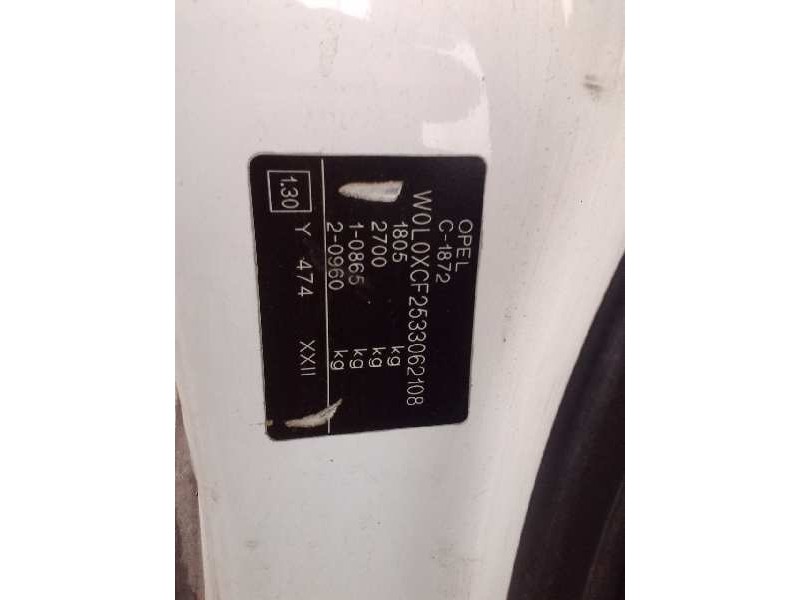 OPEL
C-1872
W0L0XCF2533062108
1805 kg
2700 kg
1-0865 kg
2-0960 kg
1.30 Y 474 XXII